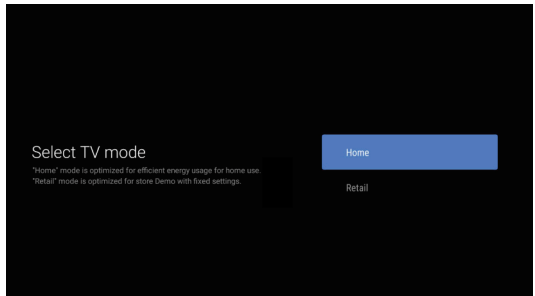 Select TV mode
"Home" mode is optimized for efficient energy usage for home use.
"Retail" mode is optimized for store Demo with fixed settings.
Home
Retail